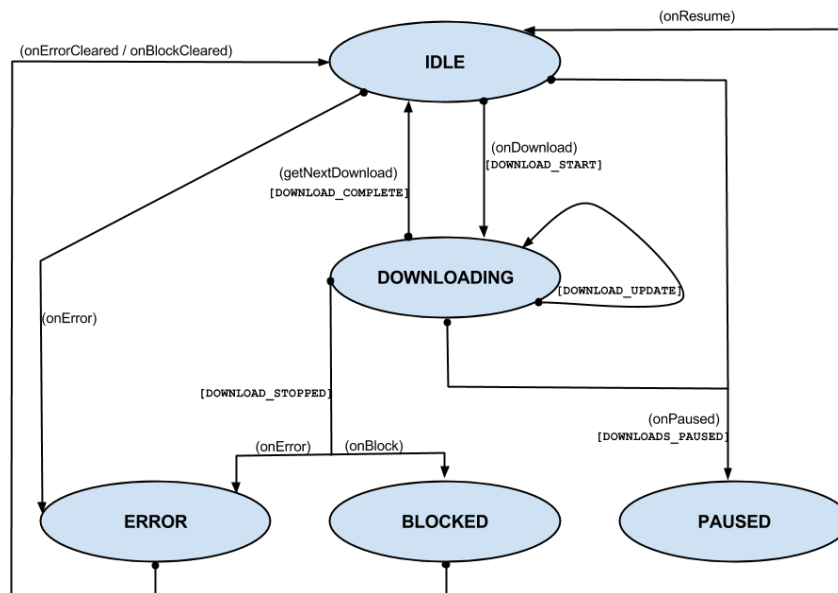 (onResume)
(onErrorCleared / onBlockCleared)
IDLE
(onDownload)
[DOWNLOAD_START]
(getNextDownload)
[DOWNLOAD_COMPLETE]
DOWNLOADING
[DOWNLOAD_UPDATE]
(onError)
[DOWNLOAD_STOPPED]
(onPaused)
[DOWNLOADS_PAUSED]
(onError)
(onBlock)
ERROR
BLOCKED
PAUSED